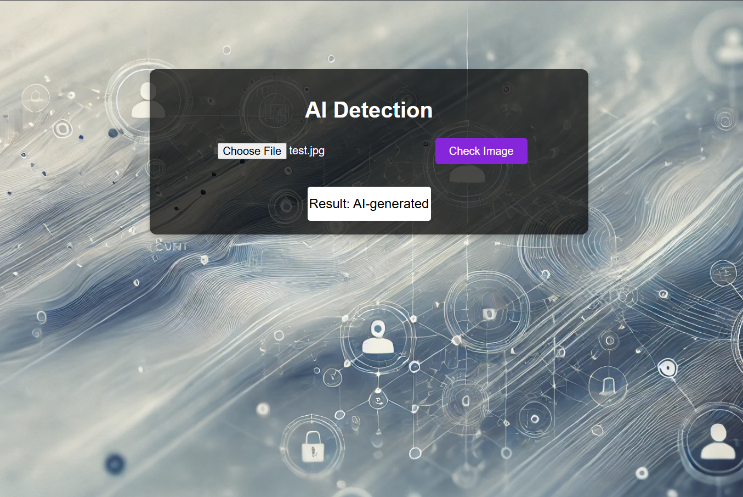 AI Detection
Choose File test.jpg Check Image
Result: AI-generated